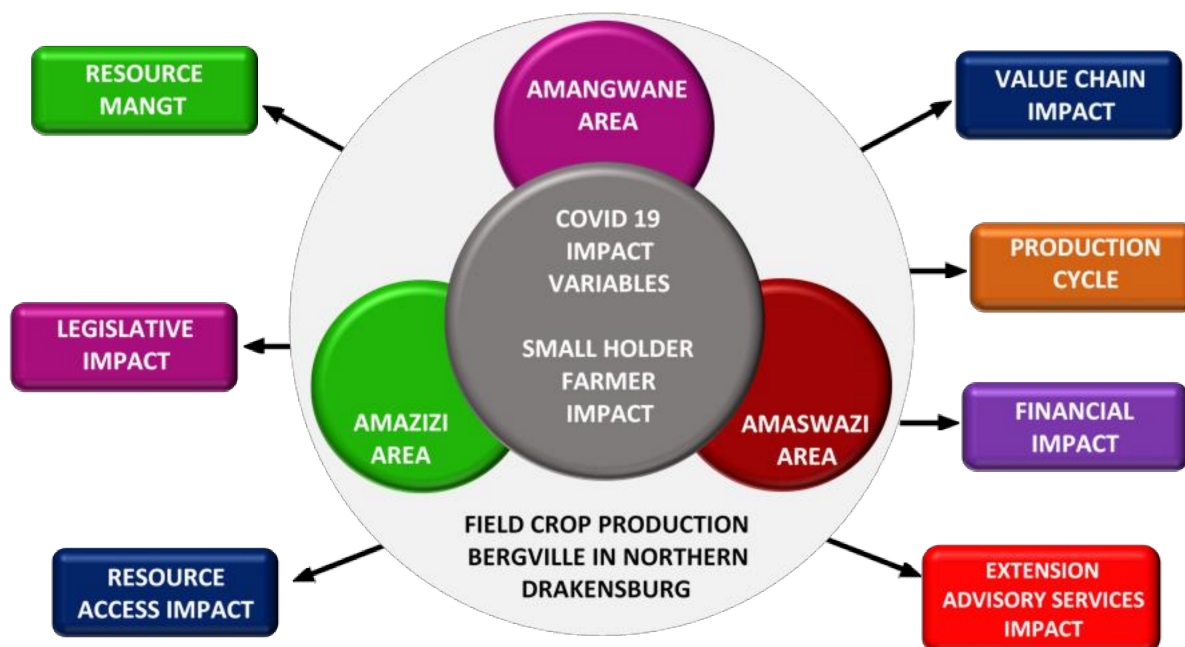 RESOURCE
MANGT
LEGISLATIVE
IMPACT
RESOURCE
ACCESS IMPACT
AMANGWANE
AREA
COVID 19
IMPACT
VARIABLES
SMALL HOLDER
FARMER
IMPACT
AMAZIZI
AREA
AMASWAZI
AREA
FIELD CROP PRODUCTION
BERGVILLE IN NORTHERN
DRAKENSBURG
VALUE CHAIN
IMPACT
PRODUCTION
CYCLE
FINANCIAL
IMPACT
EXTENSION
ADVISORY SERVICES
IMPACT